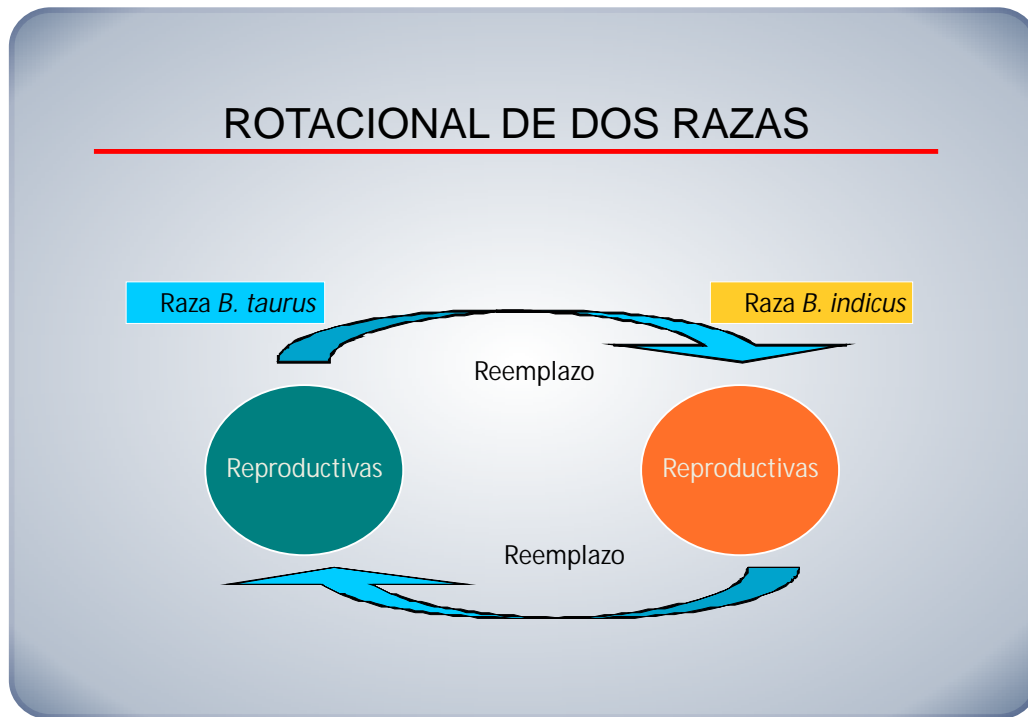 ROTACIONAL DE DOS RAZAS
Raza B. taurus
Raza B. indicus
Reemplazo
Reproductivas
Reproductivas
Reemplazo